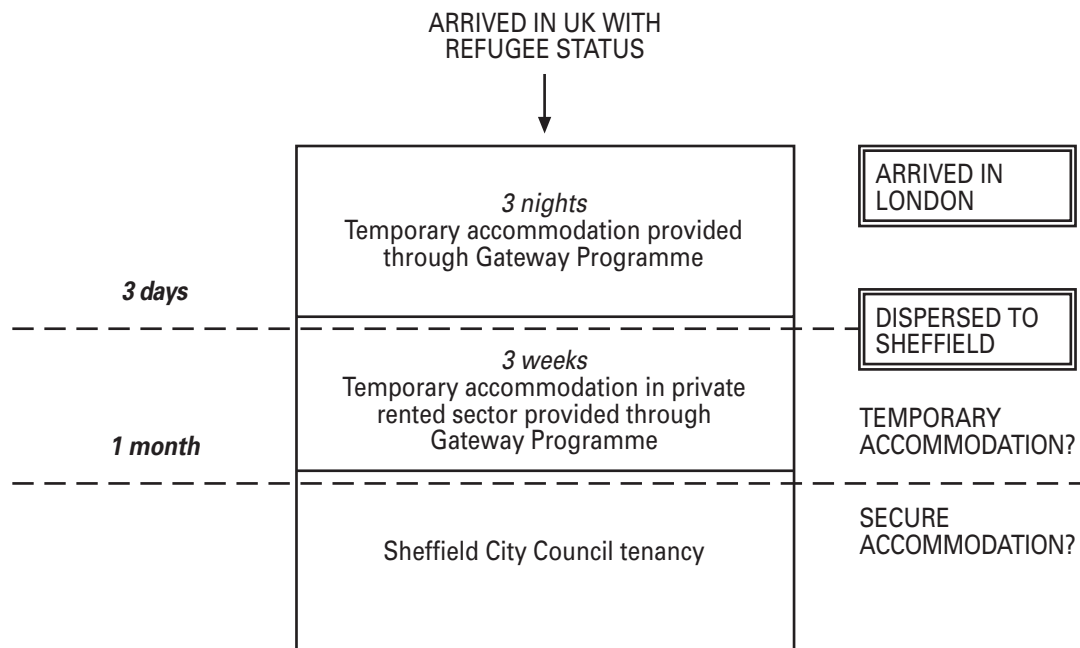 ARRIVED IN UK WITH
REFUGEE STATUS
3 nights
Temporary accommodation provided
through Gateway Programme
ARRIVED IN
LONDON
3 days
DISPERSED TO
SHEFFIELD
3 weeks
Temporary accommodation in private
rented sector provided through
Gateway Programme
TEMPORARY
ACCOMMODATION?
1 month
Sheffield City Council tenancy
SECURE
ACCOMMODATION?